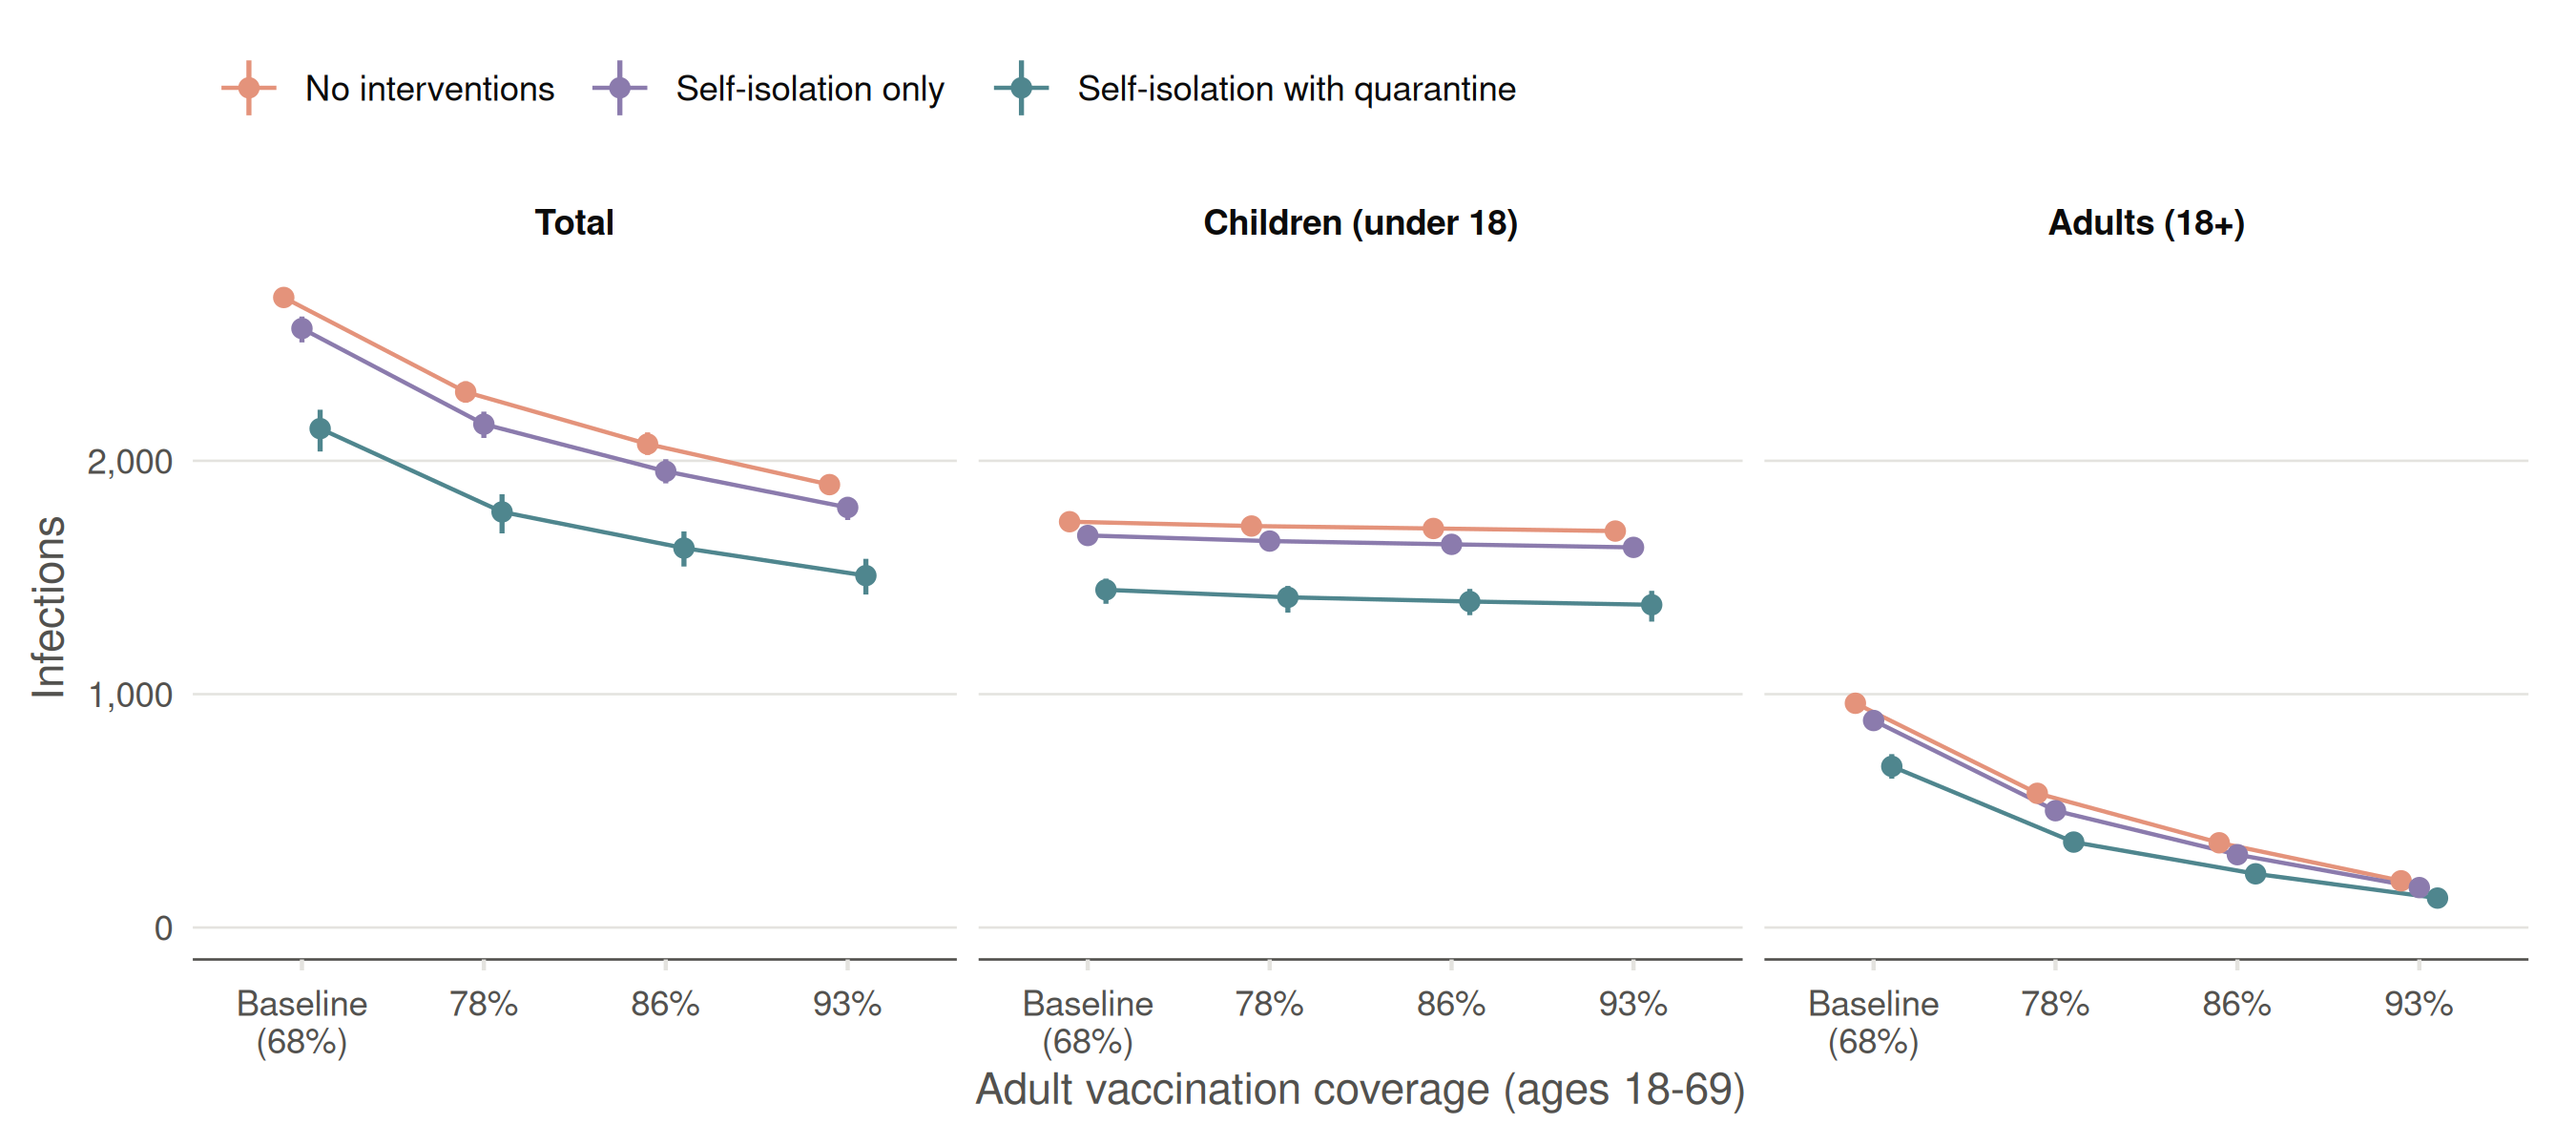 No interventions
Self-isolation only
Self-isolation with quarantine
Total
Children (under 18)
Adults (18+)
Infections
2,000
1,000
0
Baseline
(68%)
78%
86%
93%
Baseline
(68%)
78%
86%
93%
Baseline
(68%)
78%
86%
93%
Adult vaccination coverage (ages 18-69)